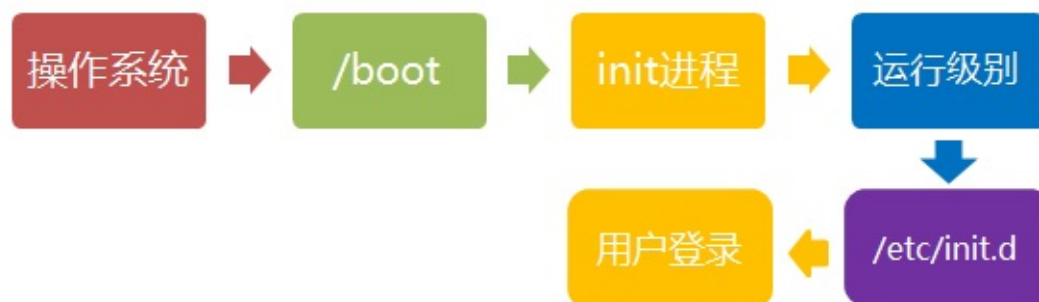 操作系统
/boot
init进程
运行级别
/etc/init.d
用户登录